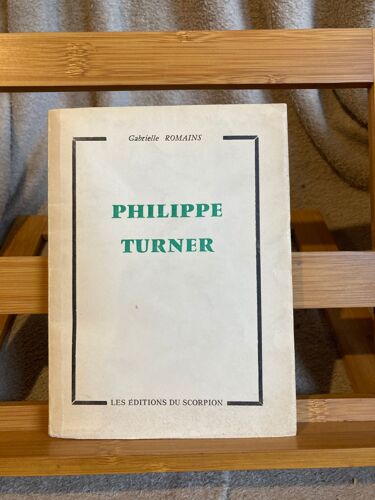 Gabrielle ROMAINS
PHILIPPE
TURNER
LES ÉDITIONS DU SCORPION